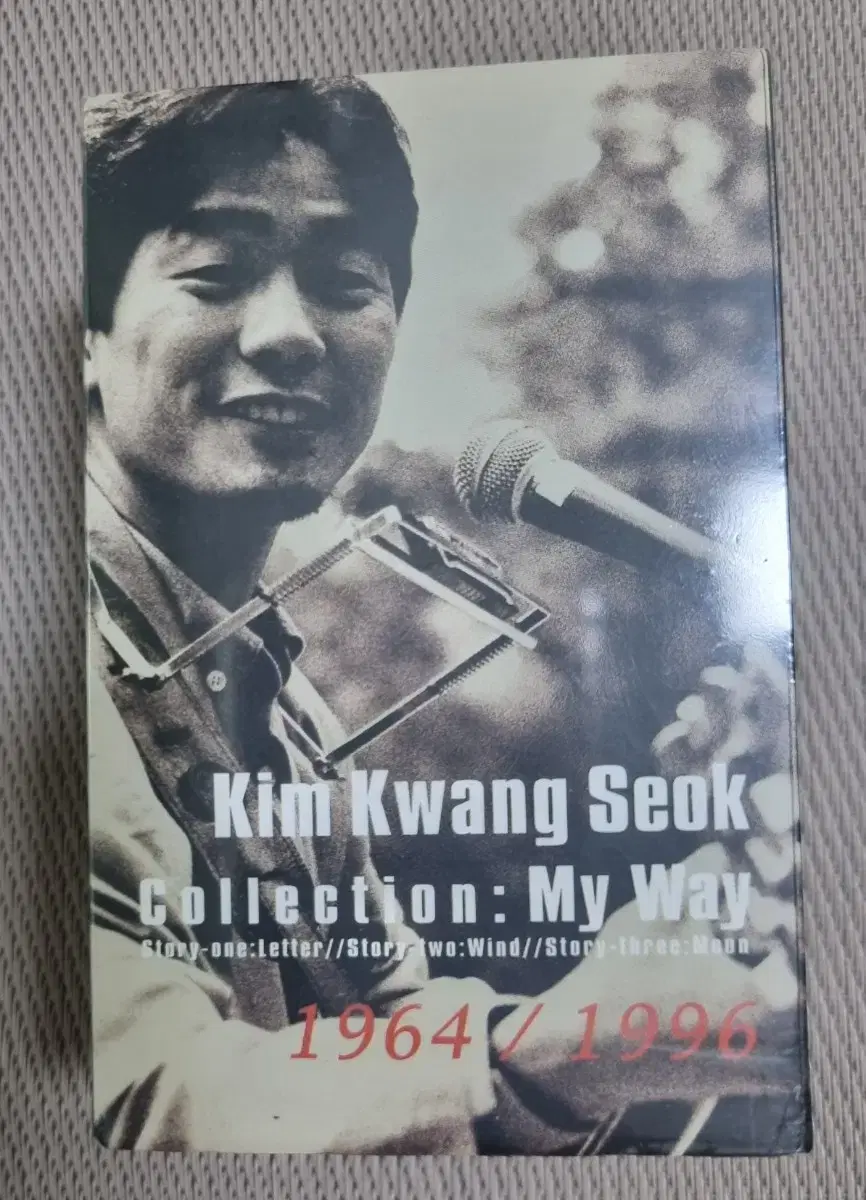 Kim Kwang Seok
Collection: My Way
Story-one:Letter//Story-two:Wind//Story-three:Moon
1964 / 1996